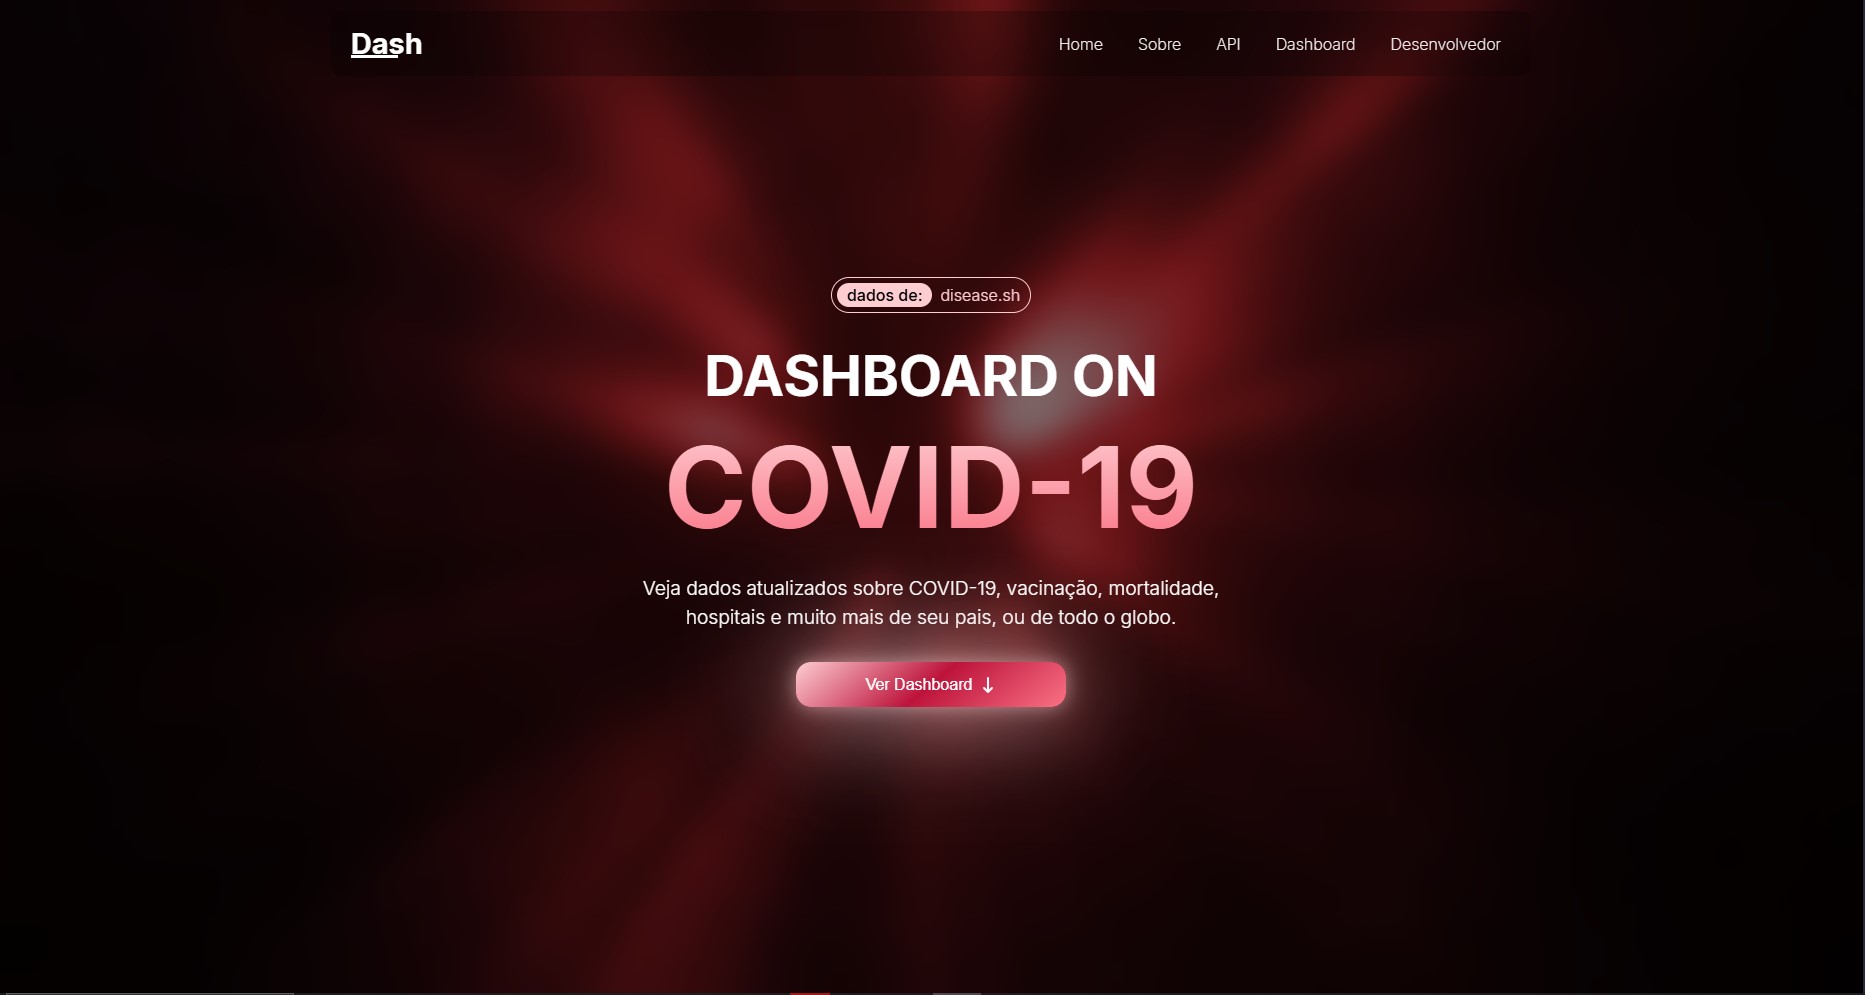 Dash
Home Sobre API Dashboard Desenvolvedor
dados de: disease.sh
DASHBOARD ON
COVID-19
Veja dados atualizados sobre COVID-19, vacinação, mortalidade,
hospitais e muito mais de seu pais, ou de todo o globo.
Ver Dashboard ↓